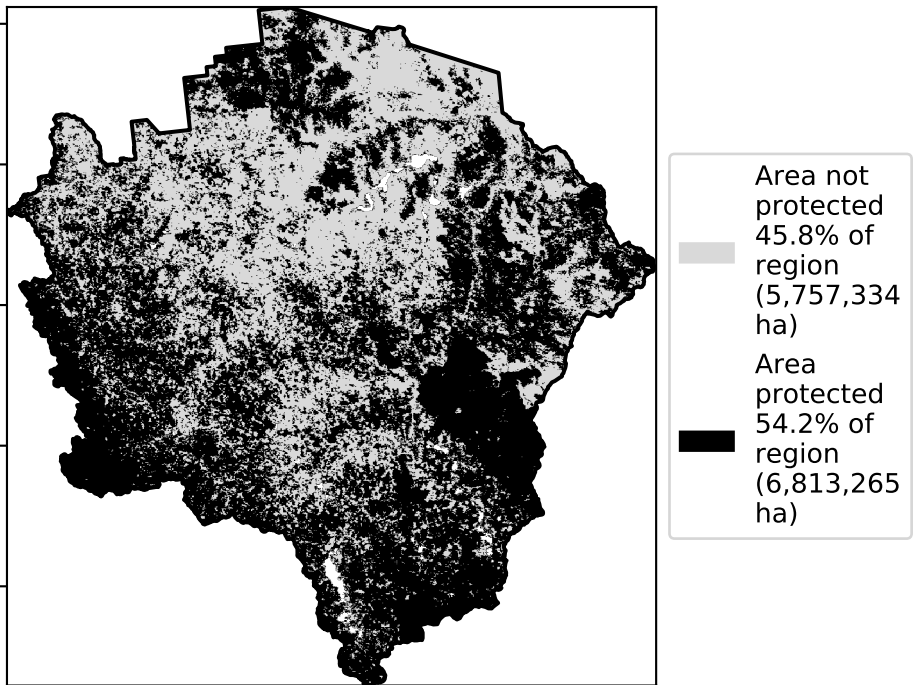 Area not
protected
45.8% of
region
(5,757,334
ha)
Area
protected
54.2% of
region
(6,813,265
ha)